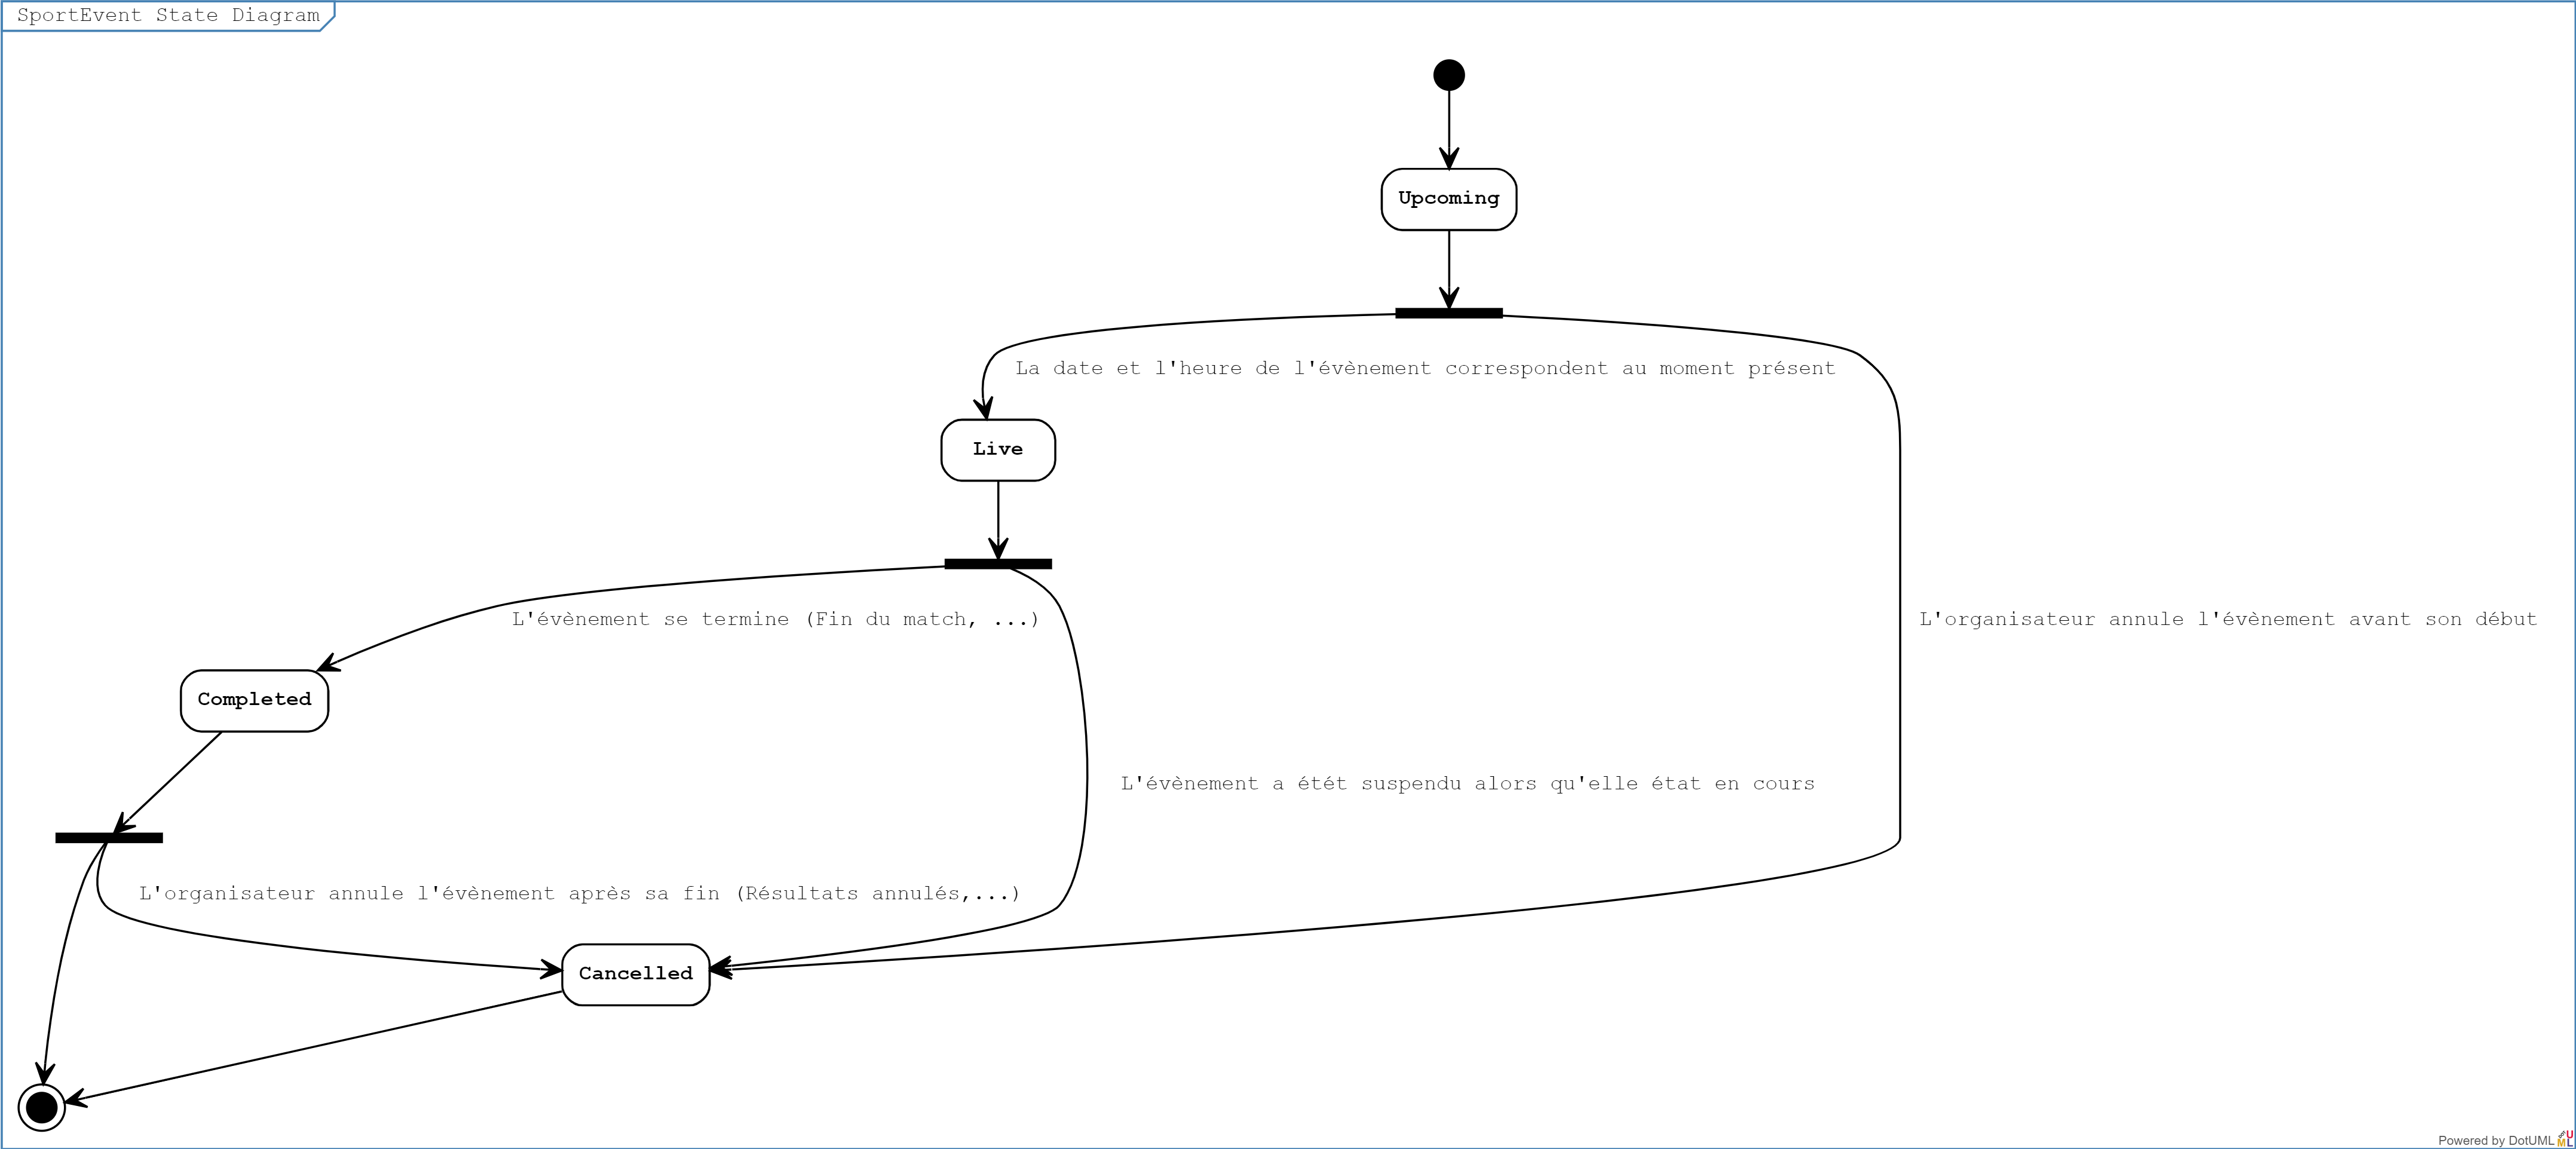 SportEvent State Diagram
Upcoming
La date et l'heure de l'évènement correspondent au moment présent
Live
L'évènement se termine (Fin du match, ...)
L'organisateur annule l'évènement avant son début
Completed
L'évènement a étét suspendu alors qu'elle état en cours
L'organisateur annule l'évènement après sa fin (Résultats annulés,...)
Cancelled
Powered by DotUML